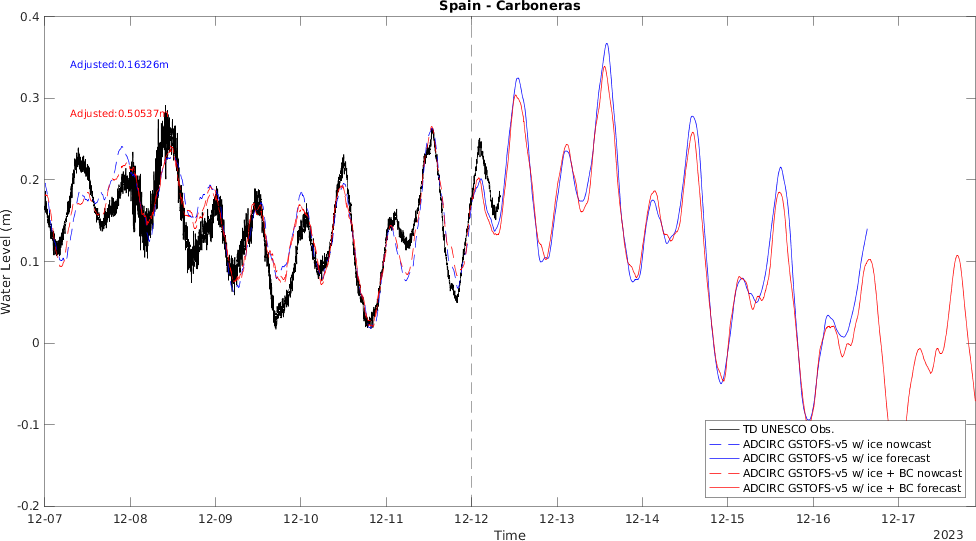 Spain - Carboneras
0.4
Adjusted:0.16326m
0.3
Adjusted:0.50537m
0.2
0.1
0
-0.1
-0.2
Water Level (m)
TD UNESCO Obs.
ADCIRC GSTOFS-v5 w/ ice nowcast
ADCIRC GSTOFS-v5 w/ ice forecast
ADCIRC GSTOFS-v5 w/ ice + BC nowcast
ADCIRC GSTOFS-v5 w/ ice + BC forecast
12-07 12-08 12-09 12-10 12-11 12-12 12-13 12-14 12-15 12-16 12-17
Time
2023